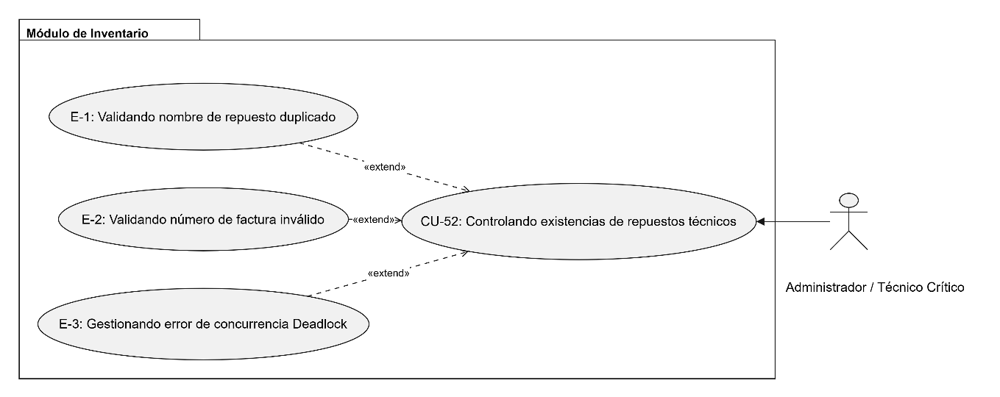 Módulo de Inventario
E-1: Validando nombre de repuesto duplicado
«extend»
E-2: Validando número de factura inválido
«extend»
CU-52: Controlando existencias de repuestos técnicos
«extend»
Administrador / Técnico Crítico
E-3: Gestionando error de concurrencia Deadlock